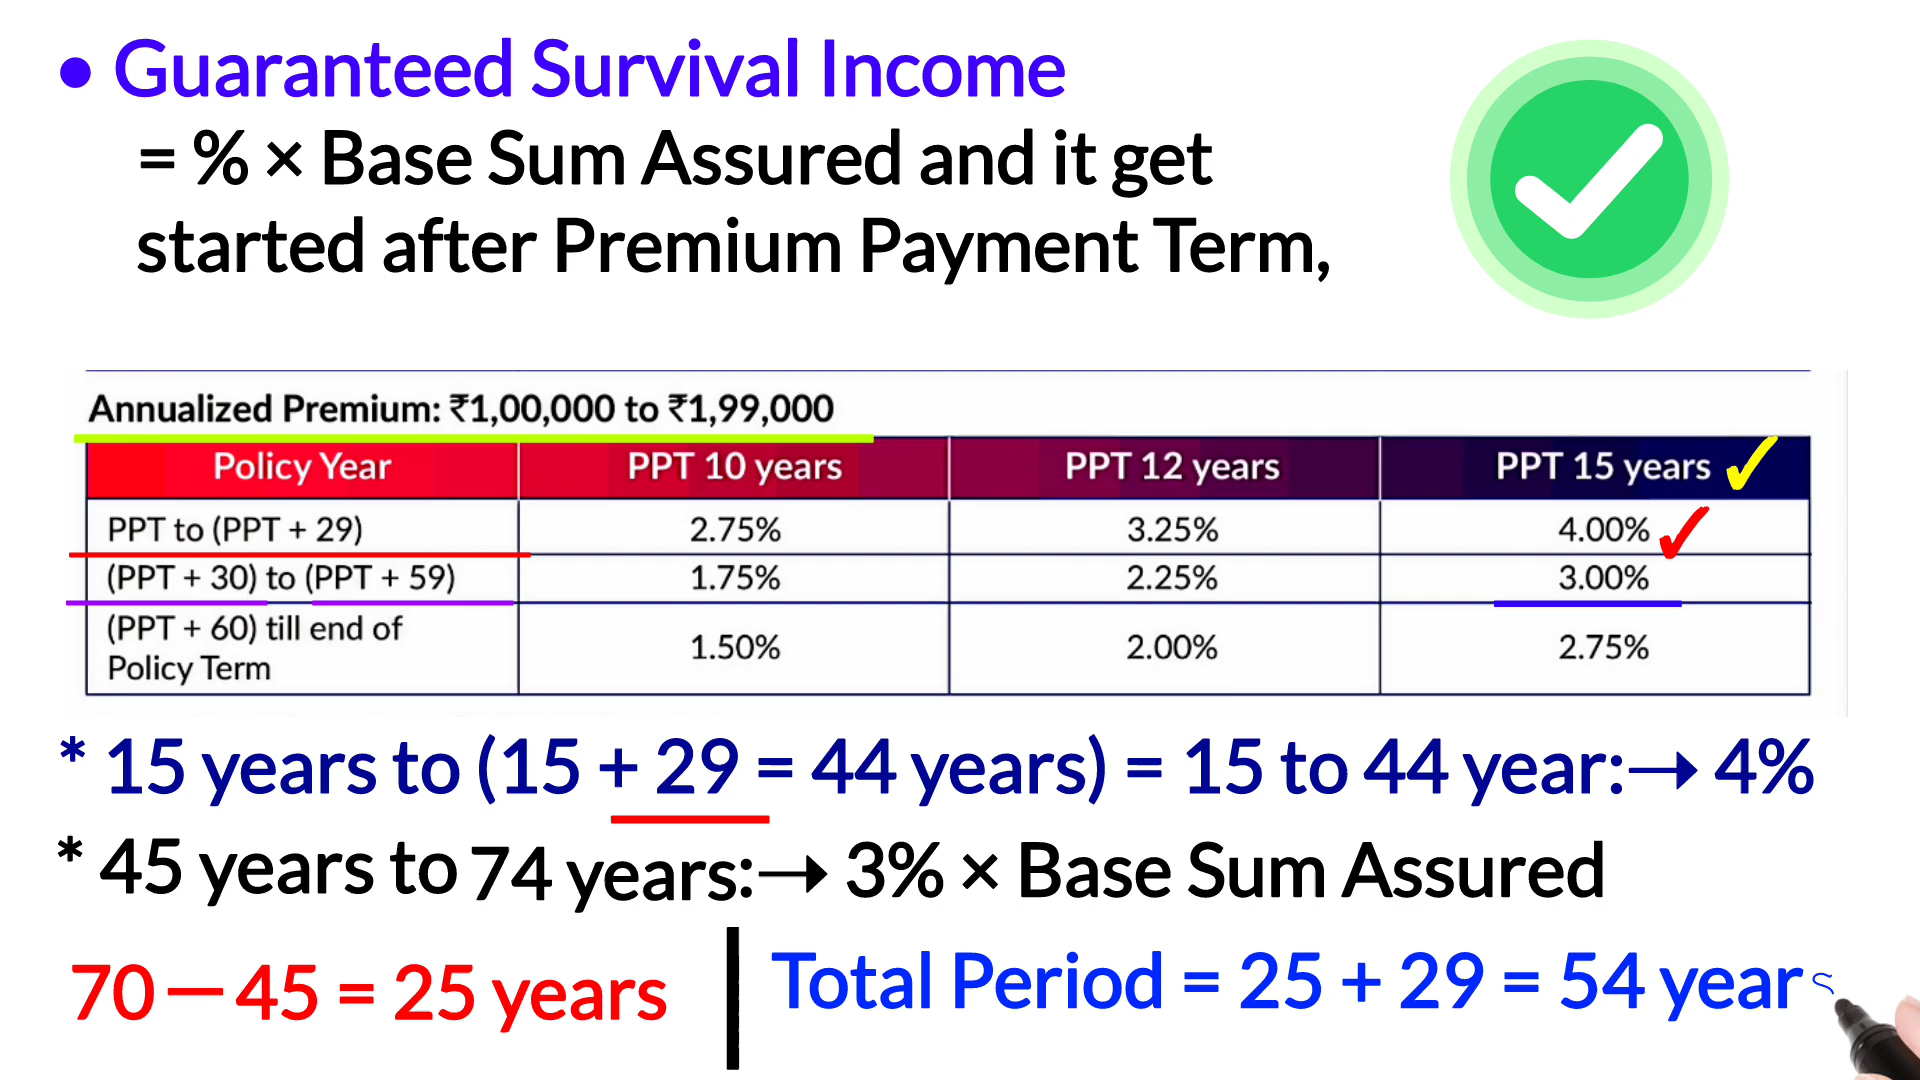 • Guaranteed Survival Income
= % × Base Sum Assured and it get
started after Premium Payment Term,
Annualized Premium: ₹1,00,000 to ₹1,99,000
Policy Year PPT 10 years PPT 12 years PPT 15 years
PPT to (PPT + 29) 2.75% 3.25% 4.00%
(PPT + 30) to (PPT + 59) 1.75% 2.25% 3.00%
(PPT + 60) till end of
Policy Term 1.50% 2.00% 2.75%
* 15 years to (15 + 29 = 44 years) = 15 to 44 year:→ 4%
* 45 years to 74 years:→ 3% × Base Sum Assured
70 – 45 = 25 years
Total Period = 25 + 29 = 54 years